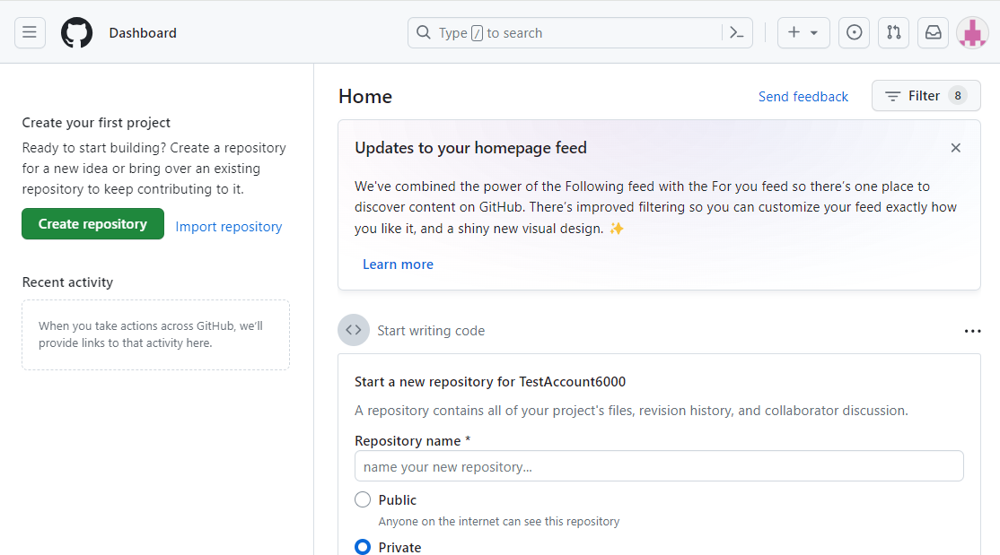 Dashboard
Type / to search
Home
Send feedback
Filter 8
Create your first project
Ready to start building? Create a repository
for a new idea or bring over an existing
repository to keep contributing to it.
Create repository
Import repository
Recent activity
When you take actions across GitHub, we'll
provide links to that activity here.
Updates to your homepage feed
We've combined the power of the Following feed with the For you feed so there's one place to
discover content on GitHub. There's improved filtering so you can customize your feed exactly how
you like it, and a shiny new visual design. ✨
Learn more
Start writing code
Start a new repository for TestAccount6000
A repository contains all of your project's files, revision history, and collaborator discussion.
Repository name *
name your new repository...
Public
Anyone on the internet can see this repository
Private